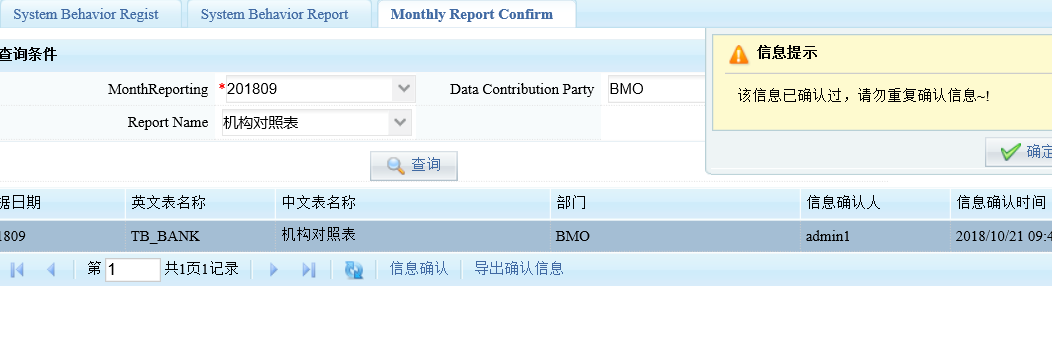 System Behavior Regist System Behavior Report Monthly Report Confirm
查询条件
信息提示
MonthReporting *201809 Data Contribution Party BMO
该信息已确认过，请勿重复确认信息~!
Report Name 机构对照表
确定
查询
据日期 英文表名称 中文表名称 部门 信息确认人 信息确认时间
1809 TB_BANK 机构对照表 BMO admin1 2018/10/21 09:4
第 1 共1页1记录 信息确认 导出确认信息